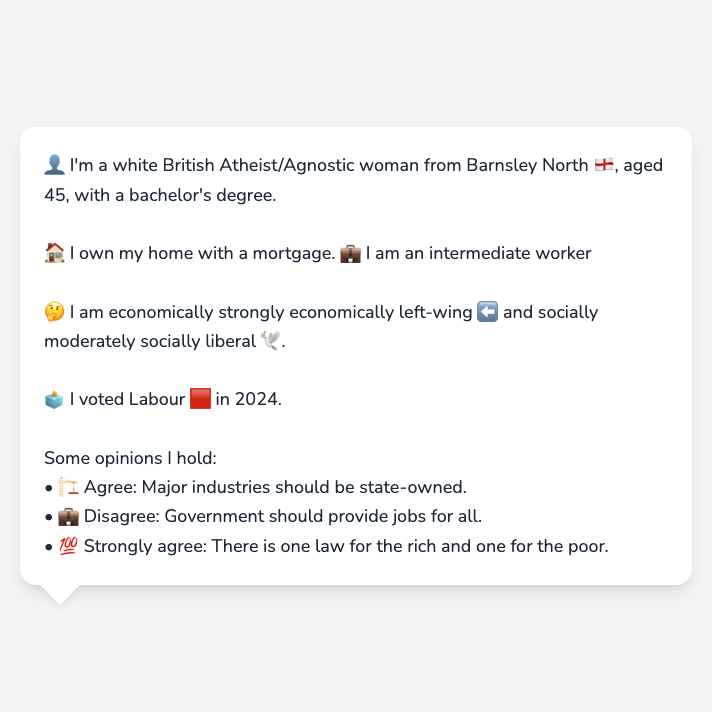 👤 I'm a white British Atheist/Agnostic woman from Barnsley North 🏴󠁧󠁢󠁥󠁮󠁧󠁿, aged
45, with a bachelor's degree.
🏠 I own my home with a mortgage. 💼 I am an intermediate worker
🤔 I am economically strongly economically left-wing ⬅️ and socially
moderately socially liberal 🕊️.
🗳️ I voted Labour 🟥 in 2024.
Some opinions I hold:
• 🏗️ Agree: Major industries should be state-owned.
• 💼 Disagree: Government should provide jobs for all.
• 💯 Strongly agree: There is one law for the rich and one for the poor.